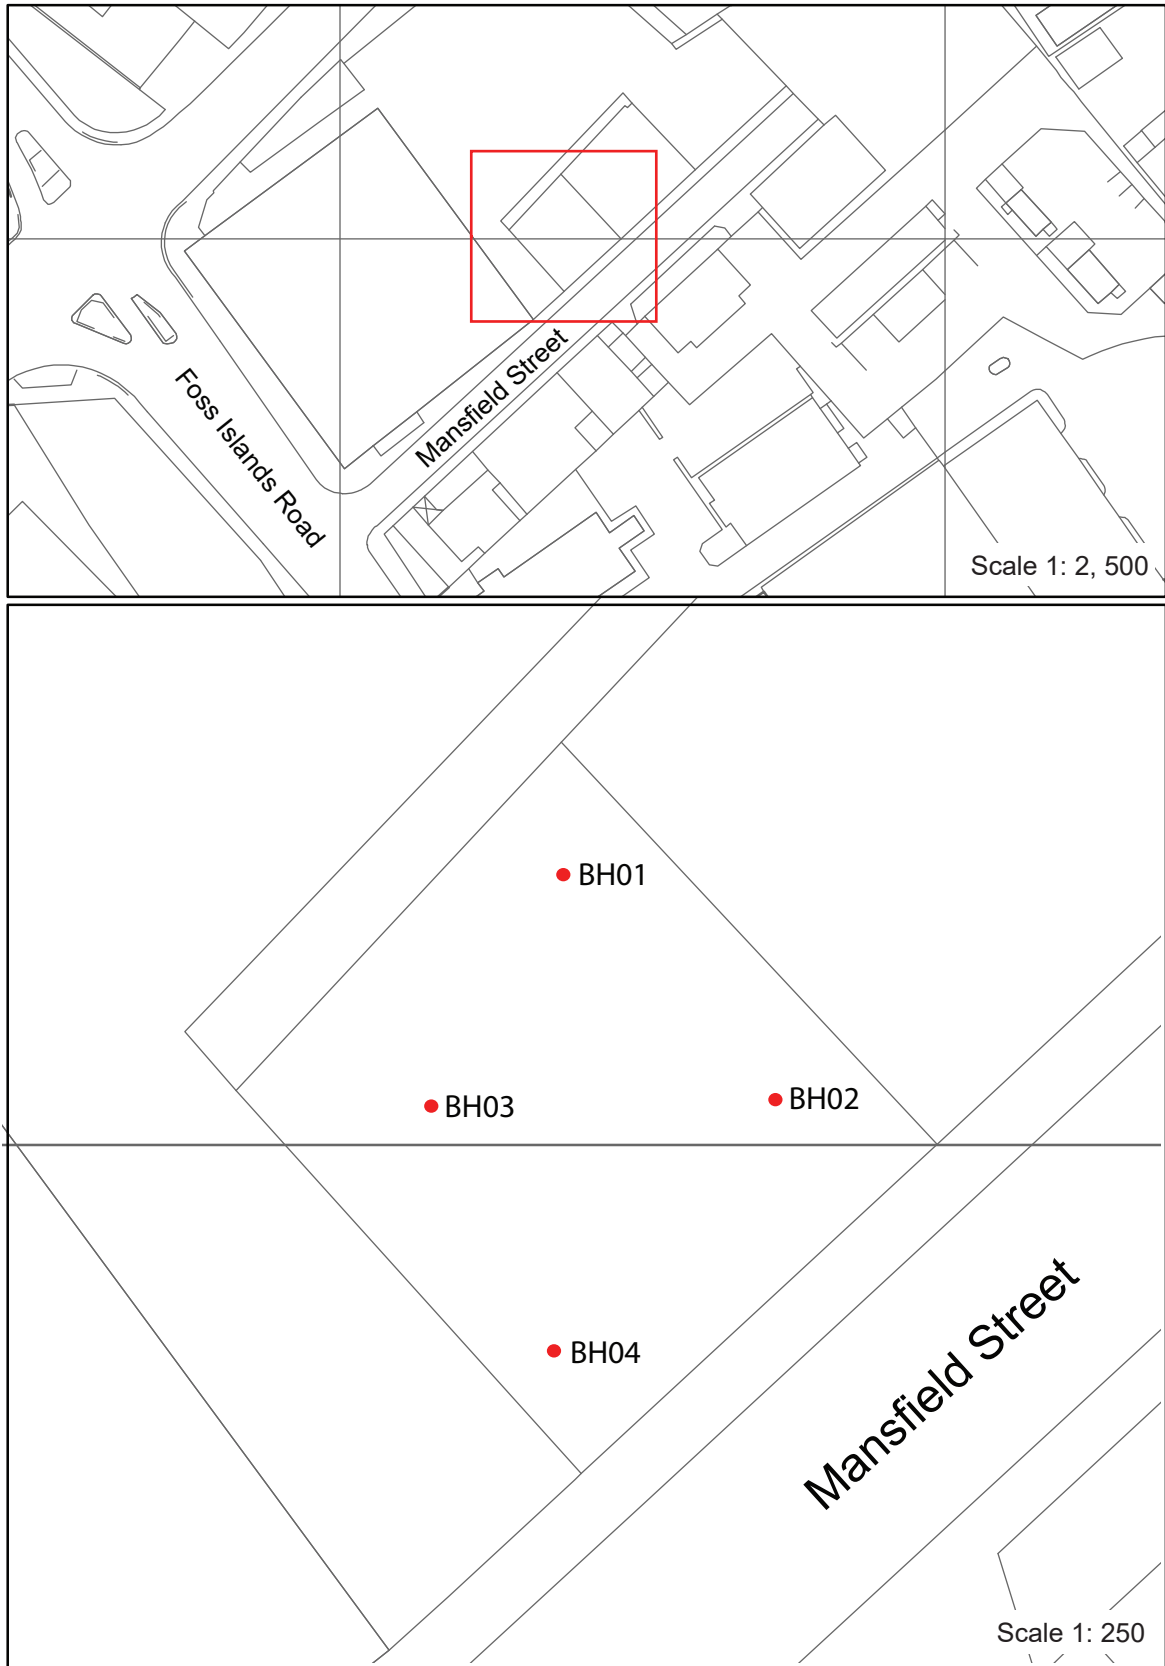 Mansfield Street
Foss Islands Road
Scale 1: 2, 500
BH01
BH03
BH02
BH04
Mansfield Street
Scale 1: 250